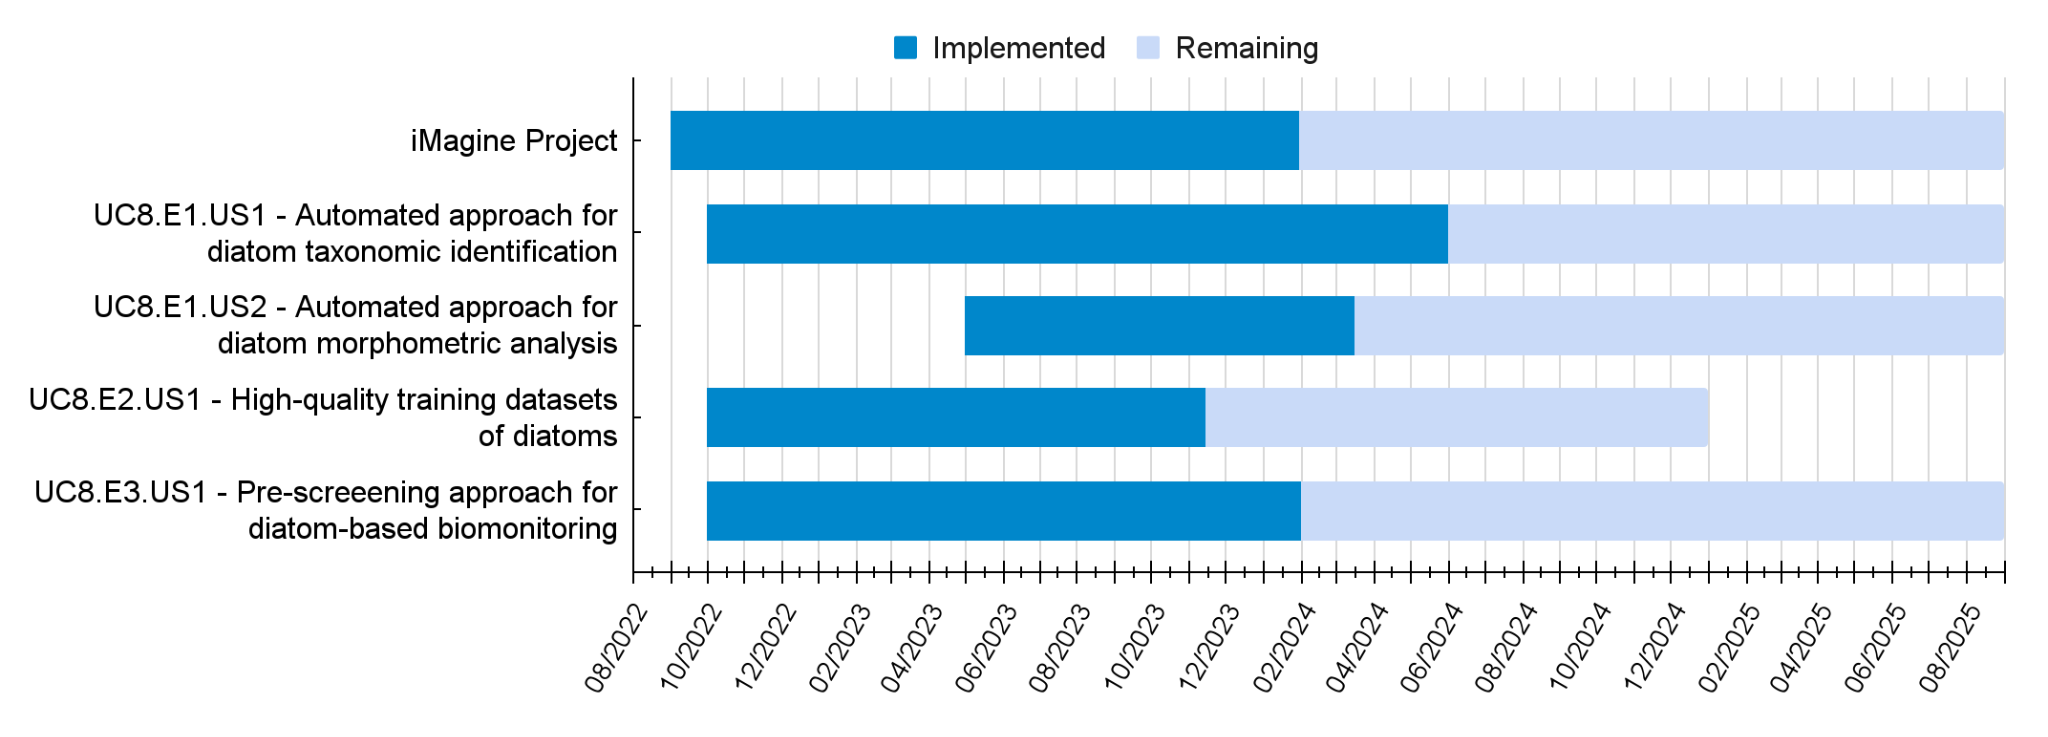 Implemented
Remaining
iMagine Project
UC8.E1.US1 - Automated approach for
diatom taxonomic identification
UC8.E1.US2 - Automated approach for
diatom morphometric analysis
UC8.E2.US1 - High-quality training datasets
of diatoms
UC8.E3.US1 - Pre-screeening approach for
diatom-based biomonitoring
08/2022
10/2022
12/2022
02/2023
04/2023
06/2023
08/2023
10/2023
12/2023
02/2024
04/2024
06/2024
08/2024
10/2024
12/2024
02/2025
04/2025
06/2025
08/2025